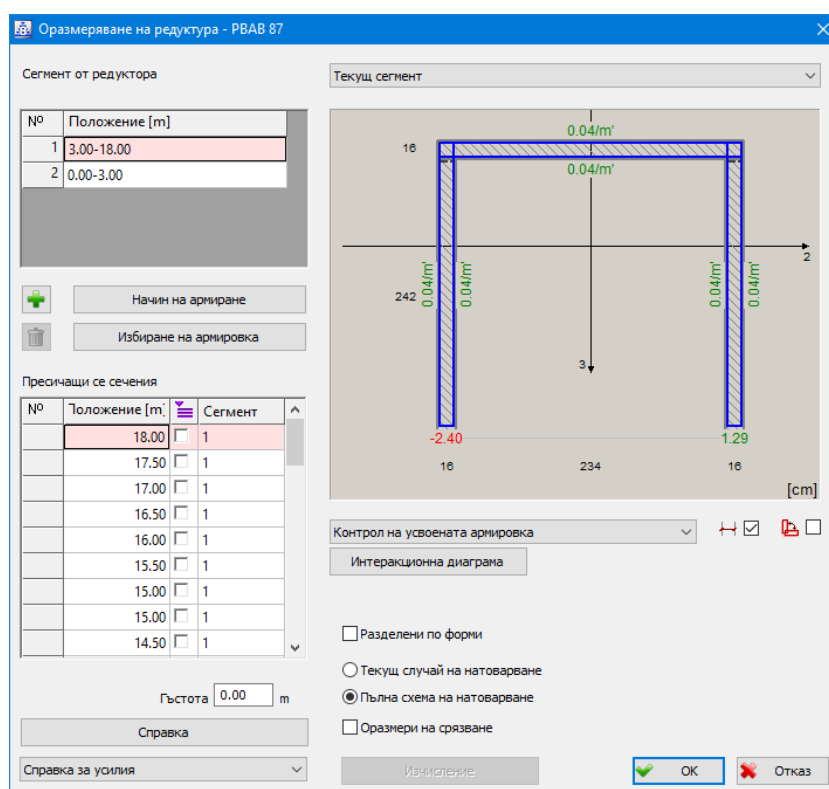 Оразмеряване на редуктура - PBAB 87
Сегмент от редуктора
Текущ сегмент
Nº Положение [m]
1 3.00-18.00
2 0.00-3.00
0.04/m'
16
0.04/m'
2
0.04/m' 0.04/m' 0.04/m' 0.04/m'
242
3
-2.40 1.29
16 234 16
[cm]
Начин на армиране
Избиране на армировка
Пресичащи се сечения
Nº Положение [m] Сегмент
18.00 1
17.50 1
17.00 1
16.50 1
16.00 1
15.50 1
15.00 1
15.00 1
14.50 1
Гъстота 0.00 m
Справка
Справка за усилия
Контрол на усвоената армировка
Интеракционна диаграма
Разделени по форми
Текущ случай на натоварване
Пълна схема на натоварване
Оразмери на срязване
Изчисление
OK
Отказ